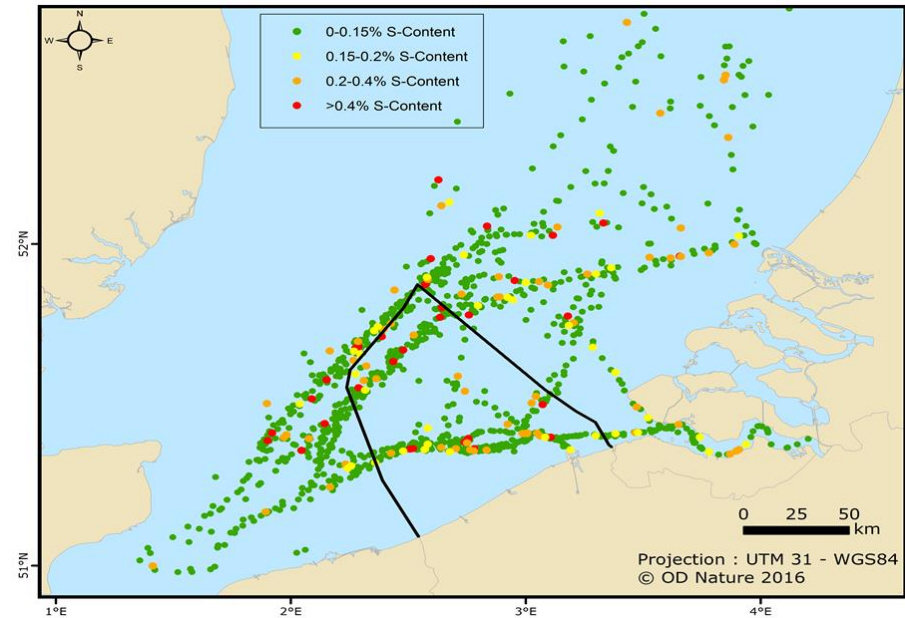 N
W E
S
0-0.15% S-Content
0.15-0.2% S-Content
0.2-0.4% S-Content
>0.4% S-Content
52°N
51°N
0 25 50
km
Projection : UTM 31 - WGS84
© OD Nature 2016
1°E 2°E 3°E 4°E